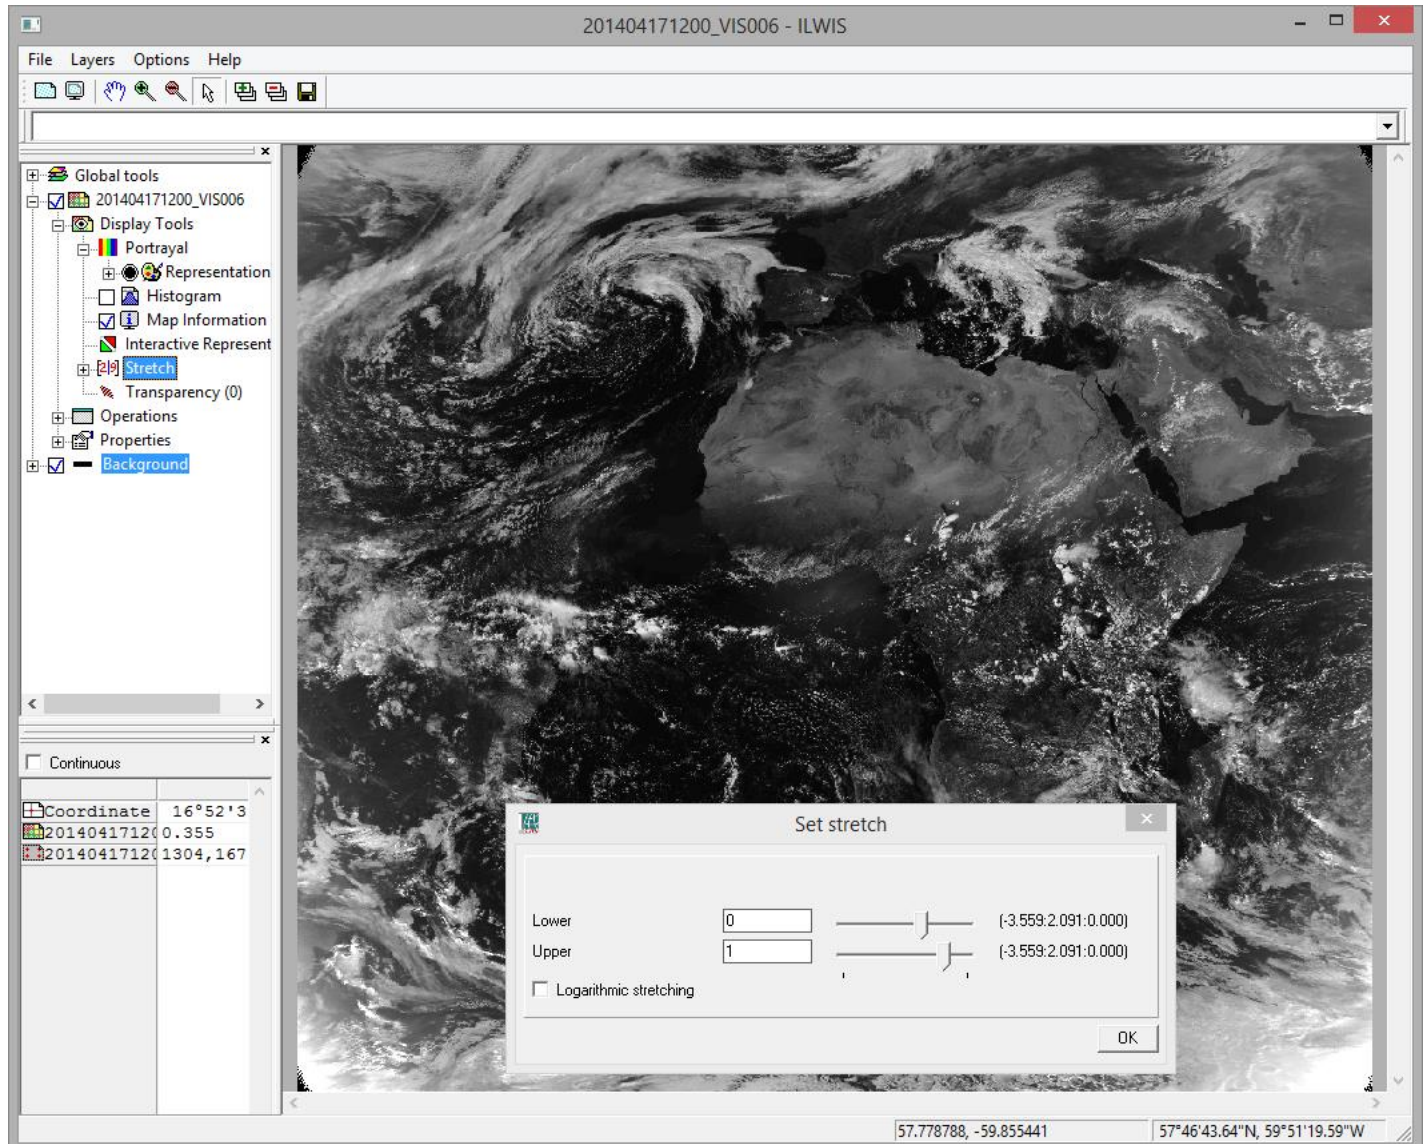 201404171200_VIS006 - ILWIS
File Layers Options Help
Global tools
201404171200_VIS006
Display Tools
Portrayal
Representation
Histogram
Map Information
Interactive Represent
Stretch
Transparency (0)
Operations
Properties
Background
Continuous
Coordinate 16°52'3
20140417120 0.355
20140417120 1304,167
Set stretch
Lower 0 (-3.559:2.091:0.000)
Upper 1 (-3.559:2.091:0.000)
Logarithmic stretching
OK
57.778788, -59.855441 57°46'43.64"N, 59°51'19.59"W